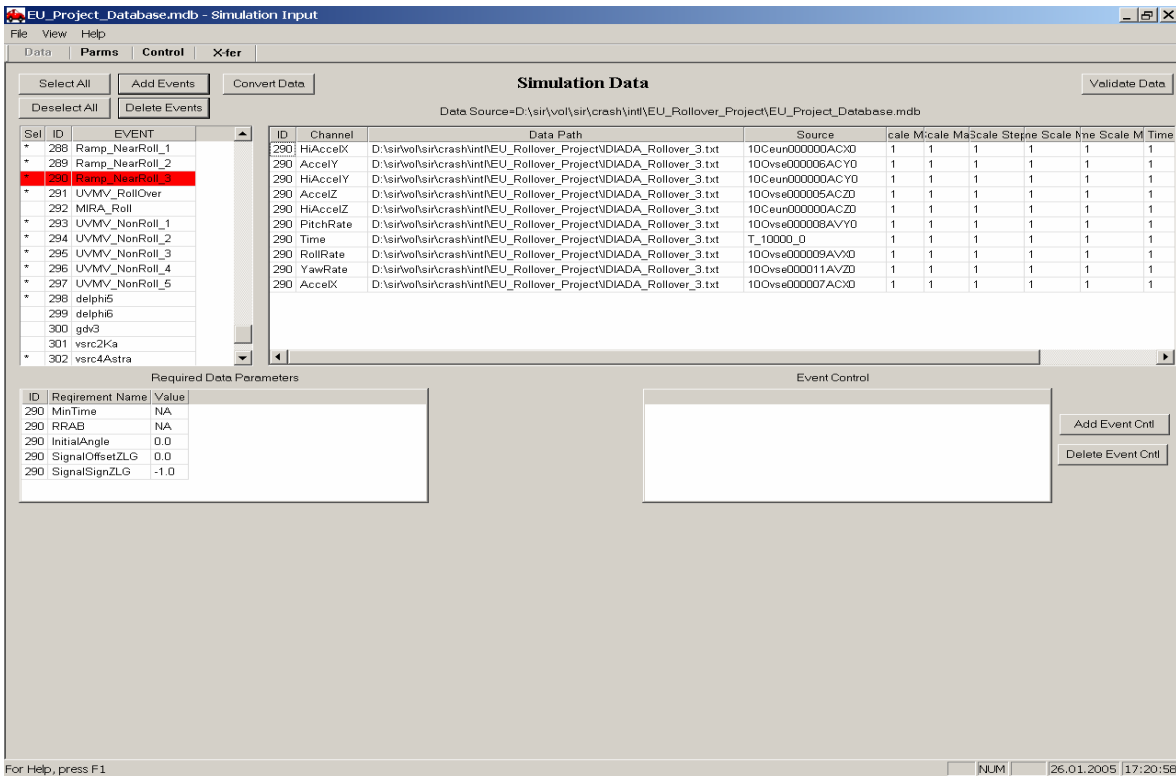 EU_Project_Database.mdb - Simulation Input
File View Help
Data Parms Control X-fer
Select All Add Events Convert Data Simulation Data Validate Data
Deselect All Delete Events Data Source=D:\sir\vol\sir\crash\intl\EU_Rollover_Project\EU_Project_Database.mdb
Sel ID EVENT
* 288 Ramp_NearRoll_1
* 289 Ramp_NearRoll_2
* 290 Ramp_NearRoll_3
* 291 UVMV_RollOver
292 MIRA_Roll
* 293 UVMV_NonRoll_1
* 294 UVMV_NonRoll_2
* 295 UVMV_NonRoll_3
* 296 UVMV_NonRoll_4
* 297 UVMV_NonRoll_5
* 298 delphi5
299 delphi6
300 gdv3
301 vsrc2Ka
* 302 vsrc4Astra
ID Channel Data Path Source cale M cale Ma Scale Step ne Scale M ne Scale M Time
290 HiAccelX D:\sir\vol\sir\crash\intl\EU_Rollover_Project\IDIADA_Rollover_3.txt 10Ceun000000ACX0 1 1 1 1 1 1
290 AccelY D:\sir\vol\sir\crash\intl\EU_Rollover_Project\IDIADA_Rollover_3.txt 10Ovse000006ACY0 1 1 1 1 1 1
290 HiAccelY D:\sir\vol\sir\crash\intl\EU_Rollover_Project\IDIADA_Rollover_3.txt 10Ceun000000ACY0 1 1 1 1 1 1
290 AccelZ D:\sir\vol\sir\crash\intl\EU_Rollover_Project\IDIADA_Rollover_3.txt 10Ovse000005ACZ0 1 1 1 1 1 1
290 HiAccelZ D:\sir\vol\sir\crash\intl\EU_Rollover_Project\IDIADA_Rollover_3.txt 10Ceun000000ACZ0 1 1 1 1 1 1
290 PitchRate D:\sir\vol\sir\crash\intl\EU_Rollover_Project\IDIADA_Rollover_3.txt 10Ovse000008AVY0 1 1 1 1 1 1
290 Time D:\sir\vol\sir\crash\intl\EU_Rollover_Project\IDIADA_Rollover_3.txt T_10000_0 1 1 1 1 1 1
290 RollRate D:\sir\vol\sir\crash\intl\EU_Rollover_Project\IDIADA_Rollover_3.txt 10Ovse000009AVX0 1 1 1 1 1 1
290 YawRate D:\sir\vol\sir\crash\intl\EU_Rollover_Project\IDIADA_Rollover_3.txt 10Ovse000011AVZ0 1 1 1 1 1 1
290 AccelX D:\sir\vol\sir\crash\intl\EU_Rollover_Project\IDIADA_Rollover_3.txt 10Ovse000007ACX0 1 1 1 1 1 1
Required Data Parameters
ID Reqirement Name Value
290 MinTime NA
290 RRAB NA
290 InitialAngle 0.0
290 SignalOffsetZLG 0.0
290 SignalSignZLG -1.0
Event Control
Add Event Cntl
Delete Event Cntl
For Help, press F1 NUM 26.01.2005 17:20:58